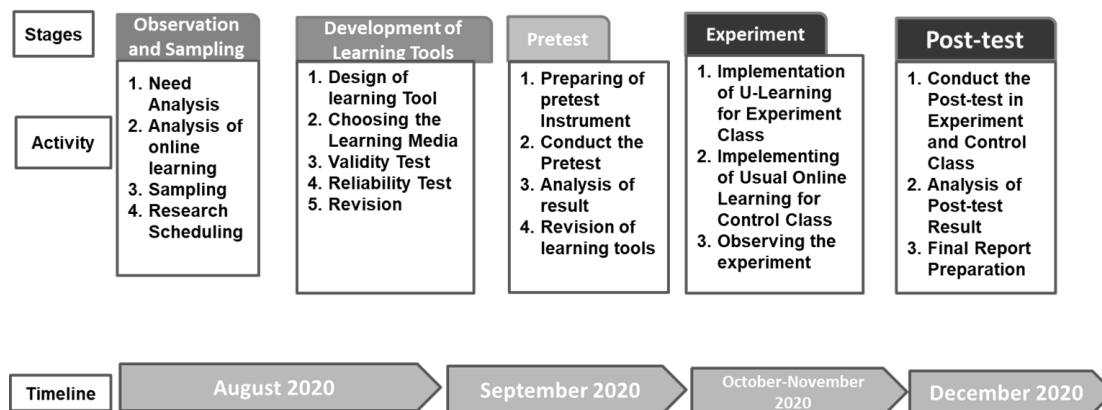 Stages
Observation
and Sampling
Development of
Learning Tools
Pretest
Experiment
Post-test
Activity
1. Need
Analysis
2. Analysis of
online
learning
3. Sampling
4. Research
Scheduling
1. Design of
learning Tool
2. Choosing the
Learning Media
3. Validity Test
4. Reliability Test
5. Revision
1. Preparing of
pretest
Instrument
2. Conduct the
Pretest
3. Analysis of
result
4. Revision of
learning tools
1. Implementation
of U-Learning
for Experiment
Class
2. Impelementing
of Usual Online
Learning for
Control Class
3. Observing the
experiment
1. Conduct the
Post-test in
Experiment
and Control
Class
2. Analysis of
Post-test
Result
3. Final Report
Preparation
Timeline
August 2020
September 2020
October-November
2020
December 2020